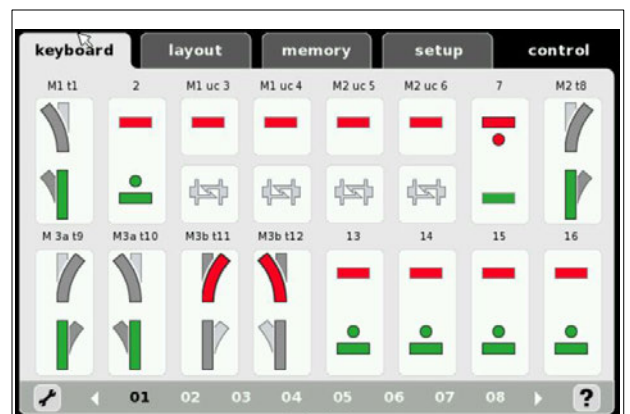 keyboard layout memory setup control
M1 t1 2 M1 uc 3 M1 uc 4 M2 uc 5 M2 uc 6 7 M2 t8
M 3a t9 M3a t10 M3b t11 M3b t12 13 14 15 16
01 02 03 04 05 06 07 08 ?